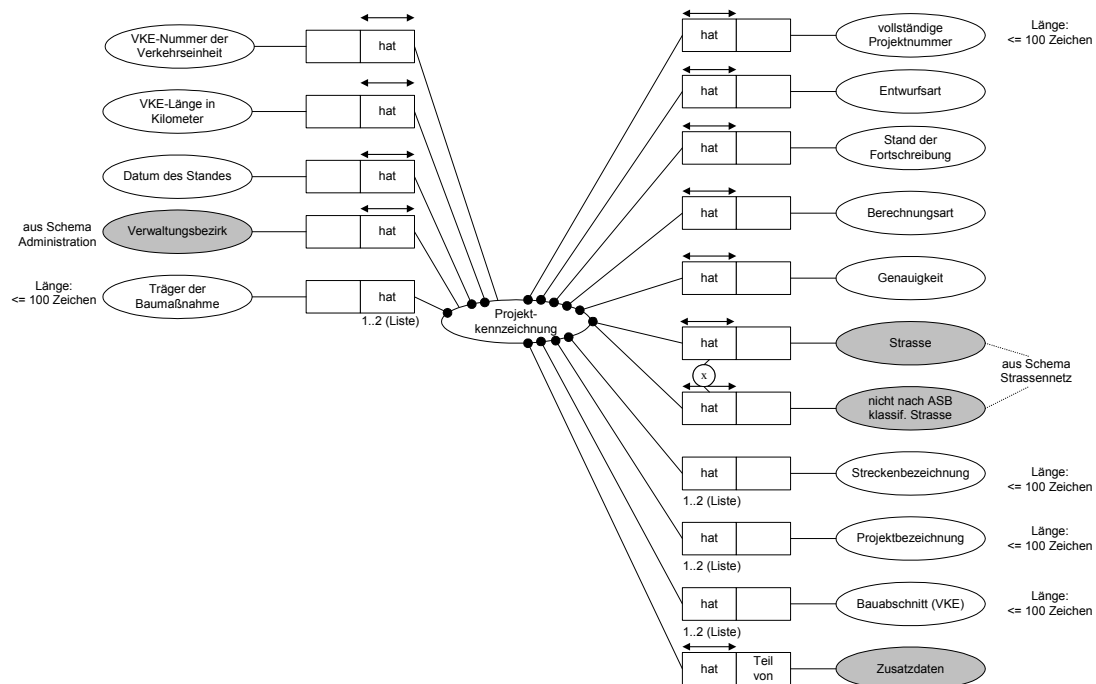 VKE-Nummer der
Verkehrseinheit
hat
VKE-Länge in
Kilometer
hat
Datum des Standes
hat
aus Schema
Administration
Verwaltungsbezirk
hat
Länge:
<= 100 Zeichen
Träger der
Baumaßnahme
hat
1..2 (Liste)
Projekt-
kennzeichnung
hat
vollständige
Projektnummer
Länge:
<= 100 Zeichen
hat
Entwurfsart
hat
Stand der
Fortschreibung
hat
Berechnungsart
hat
Genauigkeit
hat
Strasse
x
aus Schema
Strassennetz
hat
nicht nach ASB
klassif. Strasse
hat
1..2 (Liste)
Streckenbezeichnung
Länge:
<= 100 Zeichen
hat
1..2 (Liste)
Projektbezeichnung
Länge:
<= 100 Zeichen
hat
1..2 (Liste)
Bauabschnitt (VKE)
Länge:
<= 100 Zeichen
hat
Teil
von
Zusatzdaten